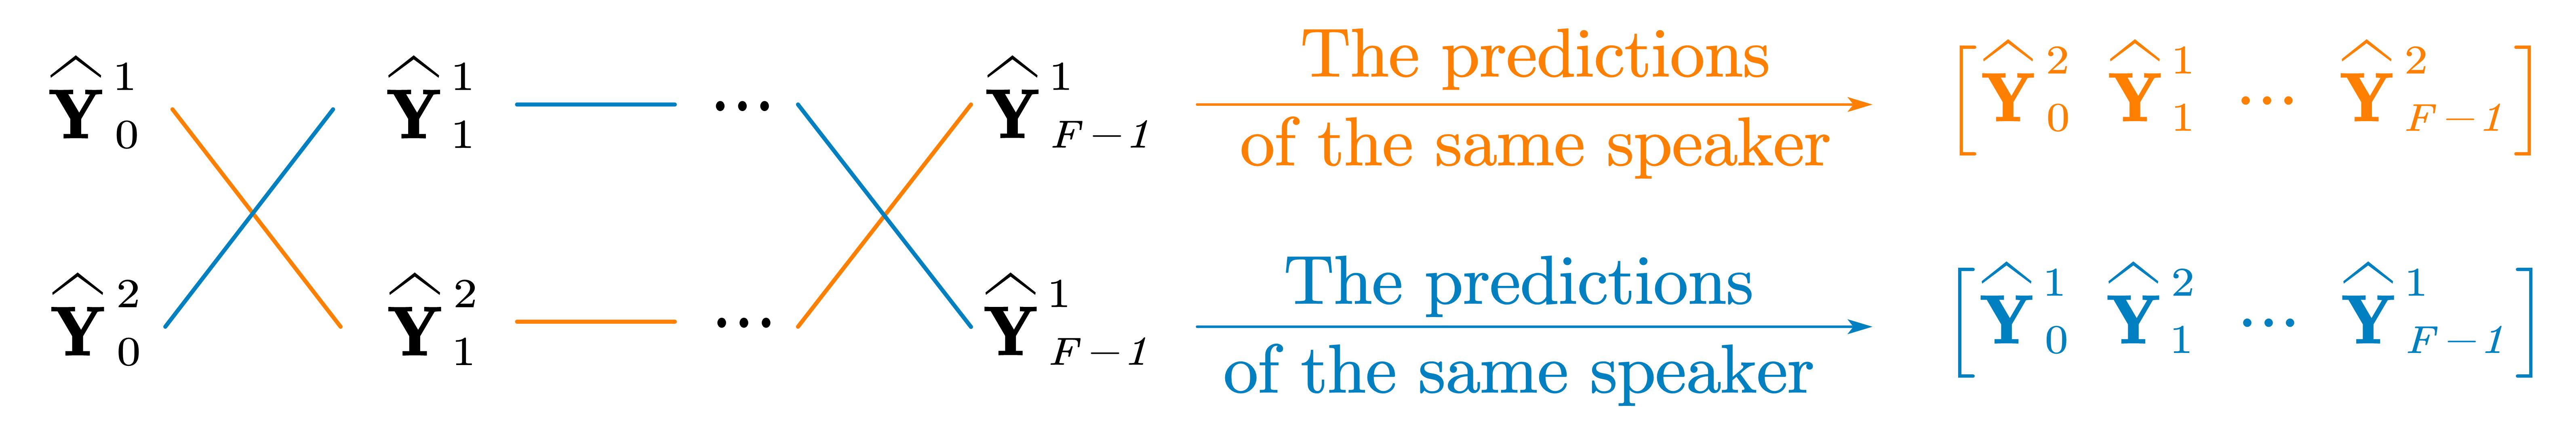 Ŷ¹₀ Ŷ¹₁ ... Ŷ¹_{F−1} The predictions of the same speaker [Ŷ²₀ Ŷ¹₁ ... Ŷ²_{F−1}]
Ŷ²₀ Ŷ²₁ ... Ŷ¹_{F−1} The predictions of the same speaker [Ŷ¹₀ Ŷ²₁ ... Ŷ¹_{F−1}]